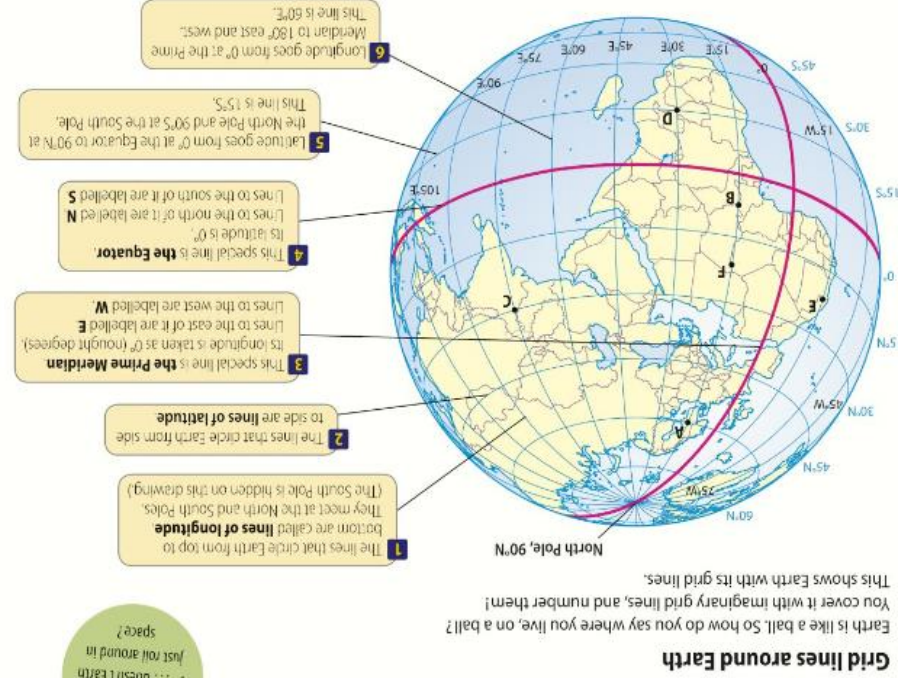 Grid lines around Earth
Earth is like a ball. So how do you say where you live, on a ball?
You cover it with imaginary grid lines, and number them!
This shows Earth with its grid lines.
... doesn't Earth
just roll around in
space?
North Pole, 90°N
60°N
45°N
30°N
5°N
0°
15°S
30°S
45°S
75°W
45°W
15°W
0°
15°E
30°E
45°E
60°E
75°E
90°E
105°E
A
E
F
C
B
D
1 The lines that circle Earth from top to
bottom are called lines of longitude.
They meet at the North and South Poles.
(The South Pole is hidden on this drawing.)
2 The lines that circle Earth from side
to side are lines of latitude.
3 This special line is the Prime Meridian
Its longitude is taken as 0° (nought degrees).
Lines to the east of it are labelled E
Lines to the west are labelled W.
4 This special line is the Equator.
Its latitude is 0°.
Lines to the north of it are labelled N
Lines to the south of it are labelled S
5 Latitude goes from 0° at the Equator to 90°N at
the North Pole and 90°S at the South Pole.
This line is 15°S.
6 Longitude goes from 0° at the Prime
Meridian to 180° east and west.
This line is 60°E.